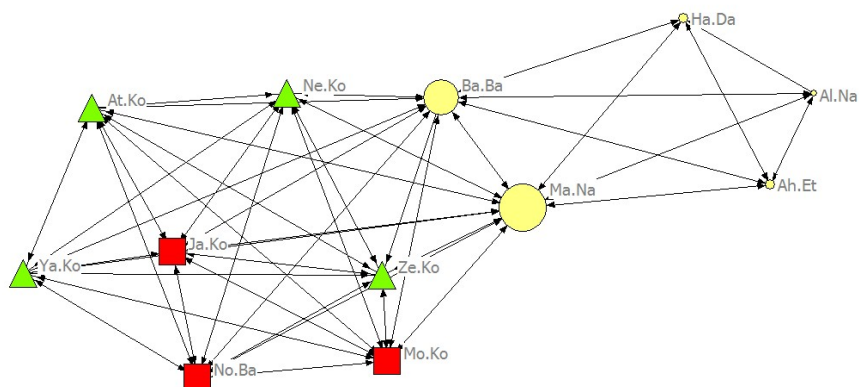 Ha.Da
Ne.Ko
Ba.Ba
At.Ko
Al.Na
Ma.Na
Ah.Et
Ja.Ko
Ya.Ko
Ze.Ko
Mo.Ko
No.Ba